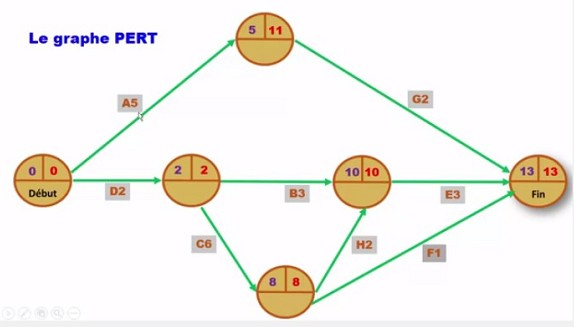 Le graphe PERT
5 11
A5
G2
0 0
Début
D2
2 2
B3
10 10
E3
13 13
Fin
C6
H2
F1
8 8